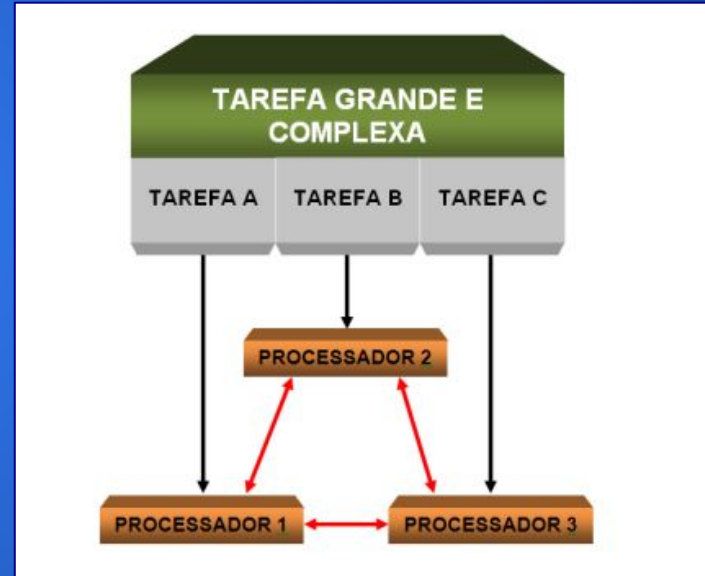 TAREFA GRANDE E
COMPLEXA
TAREFA A
TAREFA B
TAREFA C
PROCESSADOR 2
PROCESSADOR 1
PROCESSADOR 3